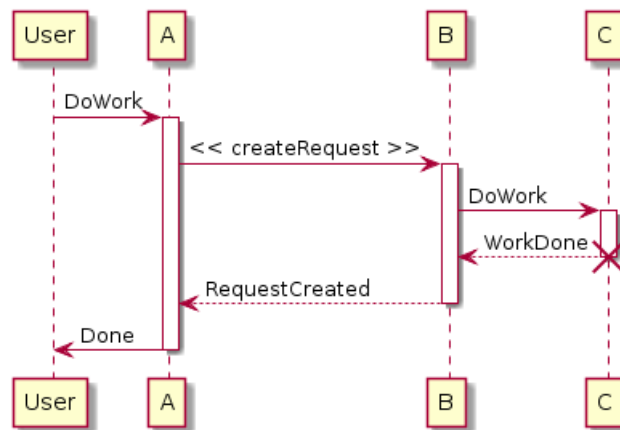 User A B C
DoWork
<< createRequest >>
DoWork
WorkDone
RequestCreated
Done
User A B C